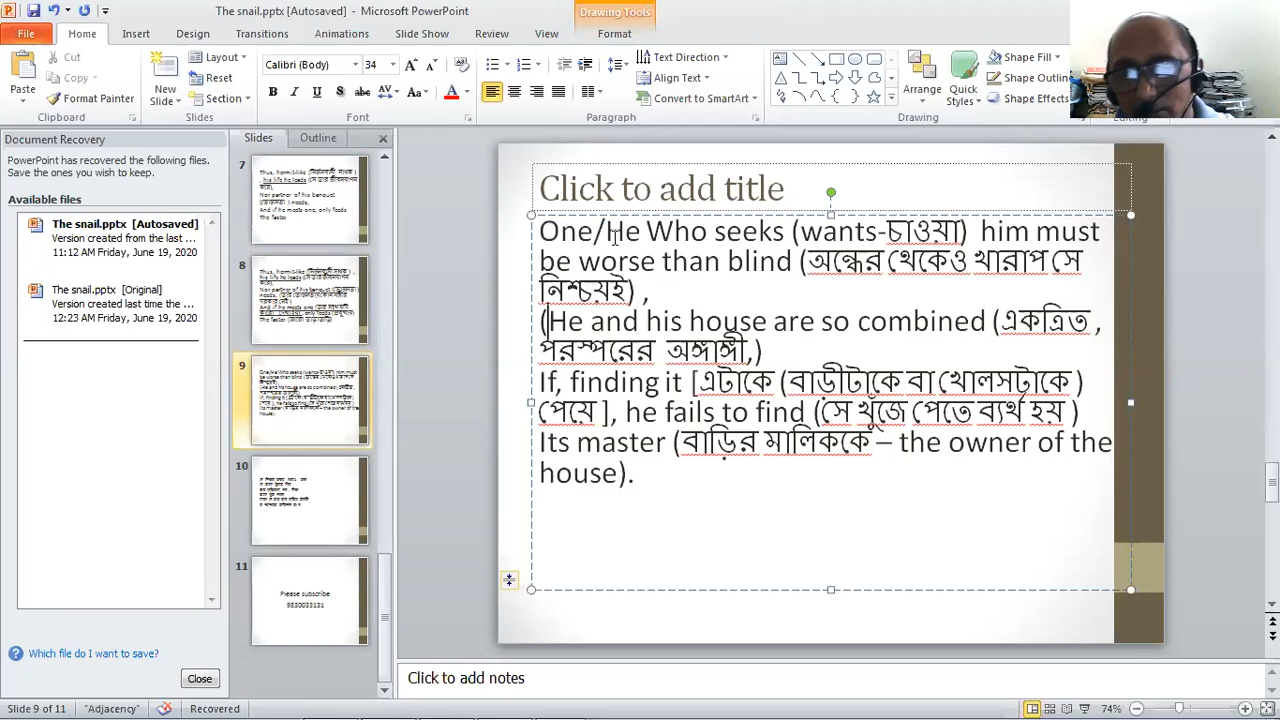 The snail.pptx [Autosaved] - Microsoft PowerPoint
Drawing Tools
File Home Insert Design Transitions Animations Slide Show Review View Format
Paste
Cut
Copy
Format Painter
Clipboard
New Slide
Layout
Reset
Section
Slides
Calibri (Body) 34
Font
Text Direction
Align Text
Convert to SmartArt
Paragraph
Arrange
Quick Styles
Shape Fill
Shape Outlin
Shape Effects
Drawing
Editing
Document Recovery
PowerPoint has recovered the following files.
Save the ones you wish to keep.
Available files
The snail.pptx [Autosaved]
Version created from the last ...
11:12 AM Friday, June 19, 2020
The snail.pptx [Original]
Version created last time the ...
12:23 AM Friday, June 19, 2020
Which file do I want to save?
Close
Slides Outline
7
8
9
10
11
Please subscribe
9830033131
Click to add title
One/He Who seeks (wants-চাওয়া) him must
be worse than blind (অন্ধের থেকেও খারাপ সে
নিশ্চয়ই) ,
(He and his house are so combined (একত্রিত ,
পরস্পরের অঙ্গাঙ্গী,)
If, finding it [এটাকে (বাড়ীটাকে বা খোলসটাকে )
পেযে ], he fails to find (সে খুঁজে পেতে ব্যর্থ হয় )
Its master (বাড়ির মালিককে – the owner of the
house).
Click to add notes
Slide 9 of 11 "Adjacency" Recovered 74%